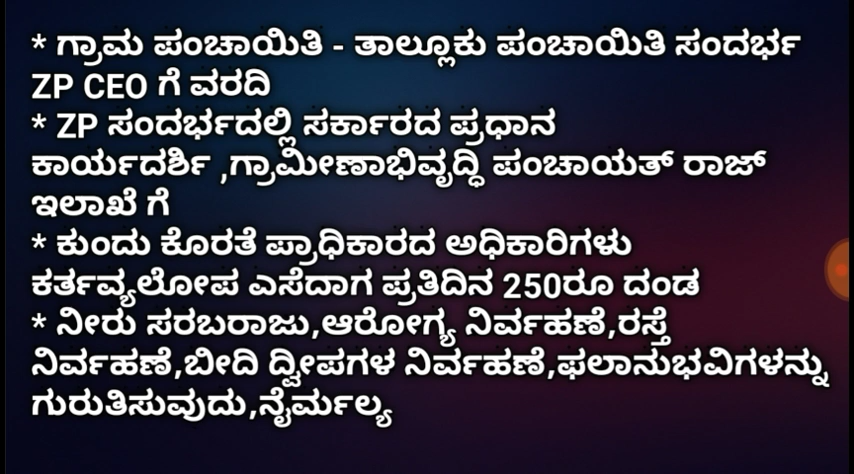 * ಗ್ರಾಮ ಪಂಚಾಯಿತಿ - ತಾಲ್ಲೂಕು ಪಂಚಾಯಿತಿ ಸಂದರ್ಭ
ZP CEO ಗೆ ವರದಿ
* ZP ಸಂದರ್ಭದಲ್ಲಿ ಸರ್ಕಾರದ ಪ್ರಧಾನ
ಕಾರ್ಯದರ್ಶಿ ,ಗ್ರಾಮೀಣಾಭಿವೃದ್ಧಿ ಪಂಚಾಯತ್ ರಾಜ್
ಇಲಾಖೆ ಗೆ
* ಕುಂದು ಕೊರತೆ ಪ್ರಾಧಿಕಾರದ ಅಧಿಕಾರಿಗಳು
ಕರ್ತವ್ಯಲೋಪ ಎಸೆದಾಗ ಪ್ರತಿದಿನ 250ರೂ ದಂಡ
* ನೀರು ಸರಬರಾಜು,ಆರೋಗ್ಯ ನಿರ್ವಹಣೆ,ರಸ್ತೆ
ನಿರ್ವಹಣೆ,ಬೀದಿ ದ್ವೀಪಗಳ ನಿರ್ವಹಣೆ,ಫಲಾನುಭವಿಗಳನ್ನು
ಗುರುತಿಸುವುದು,ನೈರ್ಮಲ್ಯ